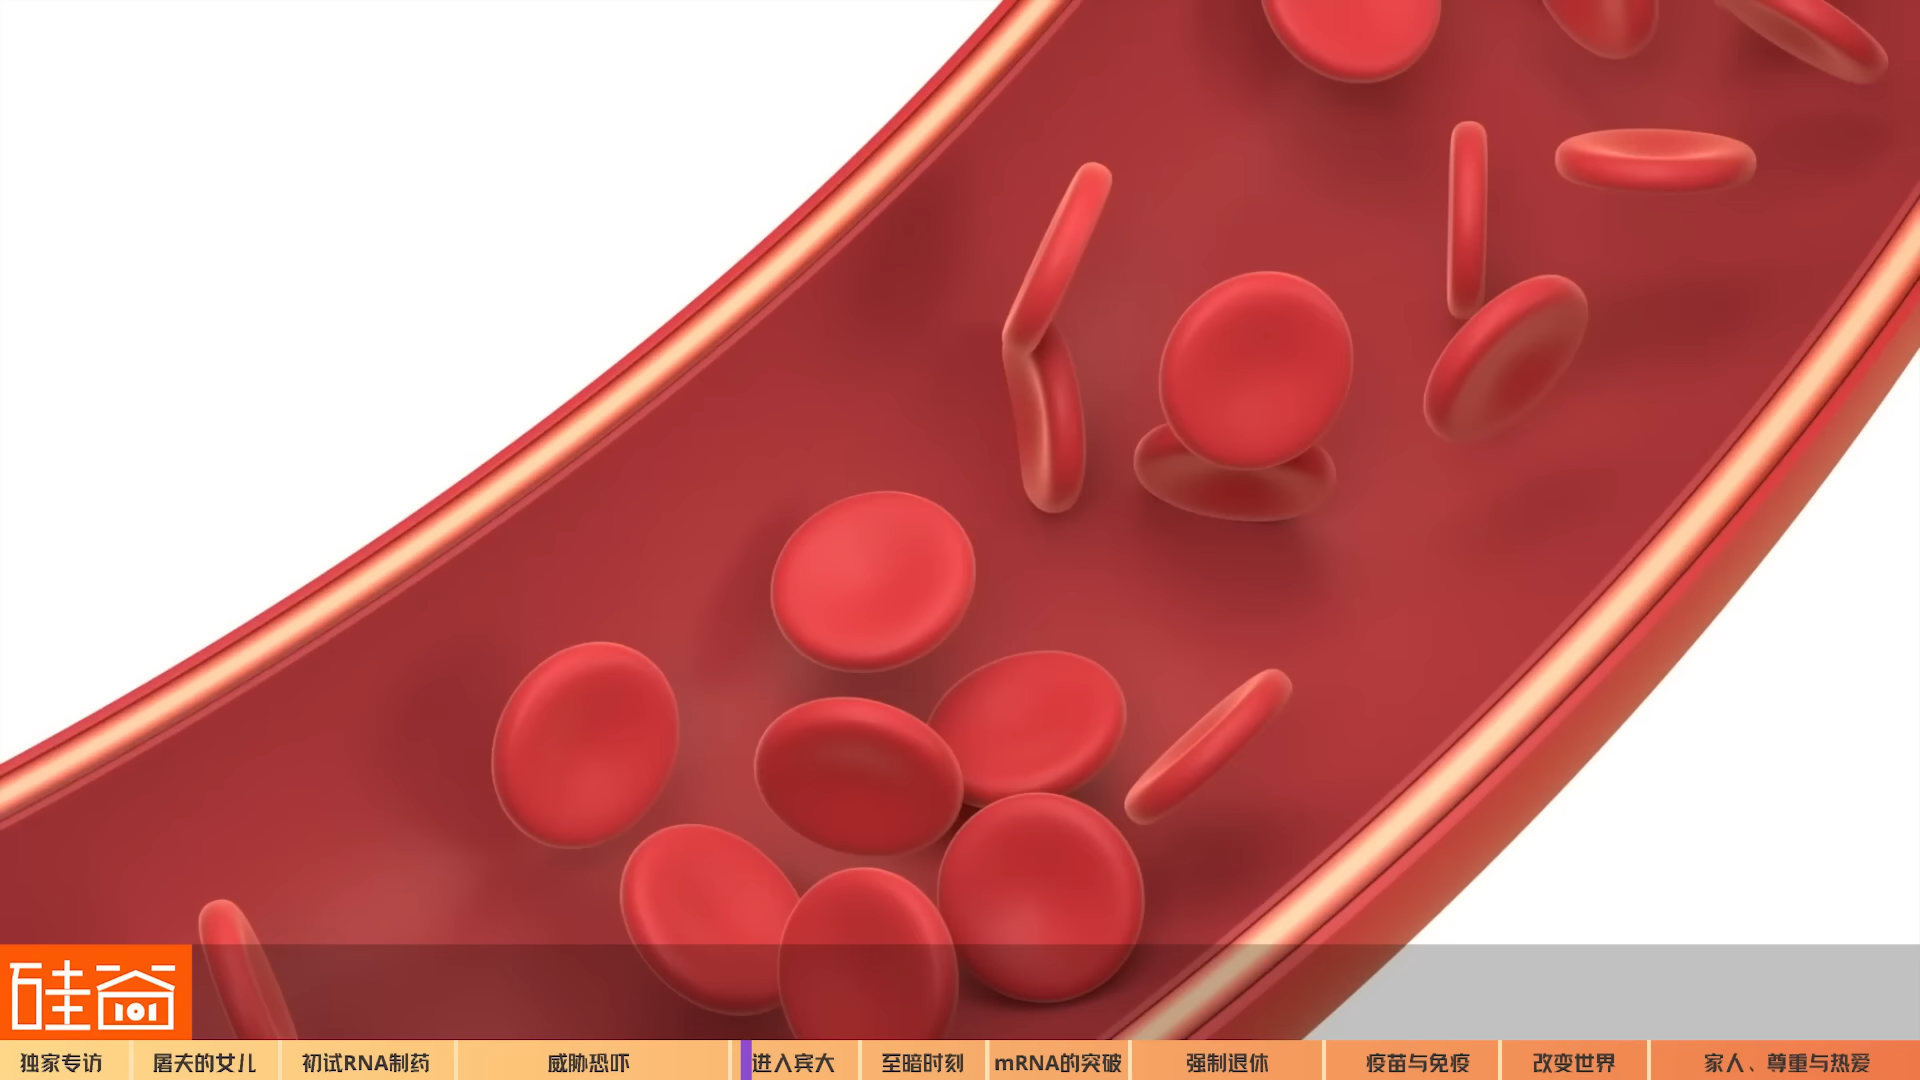 硅谷
101
独家专访
屠夫的女儿
初试RNA制药
威胁恐吓
进入宾大
至暗时刻
mRNA的突破
强制退休
疫苗与免疫
改变世界
家人、尊重与热爱